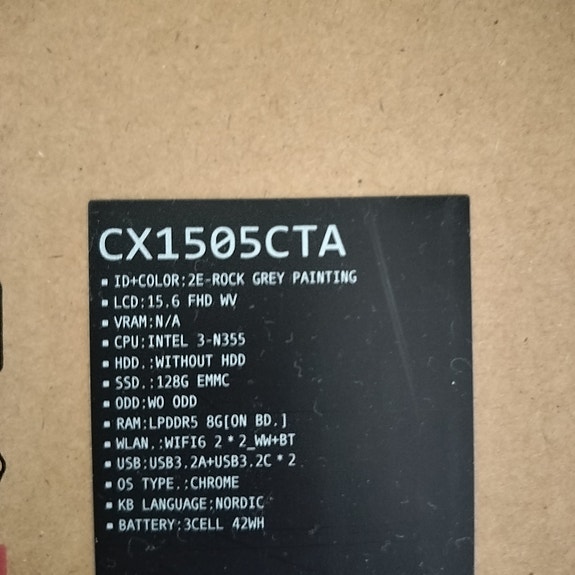 CX1505CTA
▪ ID+COLOR:2E-ROCK GREY PAINTING
▪ LCD:15.6 FHD WV
▪ VRAM:N/A
▪ CPU:INTEL 3-N355
▪ HDD.:WITHOUT HDD
▪ SSD.:128G EMMC
▪ ODD:WO ODD
▪ RAM:LPDDR5 8G[ON BD.]
▪ WLAN.:WIFI6 2*2_WW+BT
▪ USB:USB3.2A+USB3.2C*2
▪ OS TYPE.:CHROME
▪ KB LANGUAGE:NORDIC
▪ BATTERY:3CELL 42WH